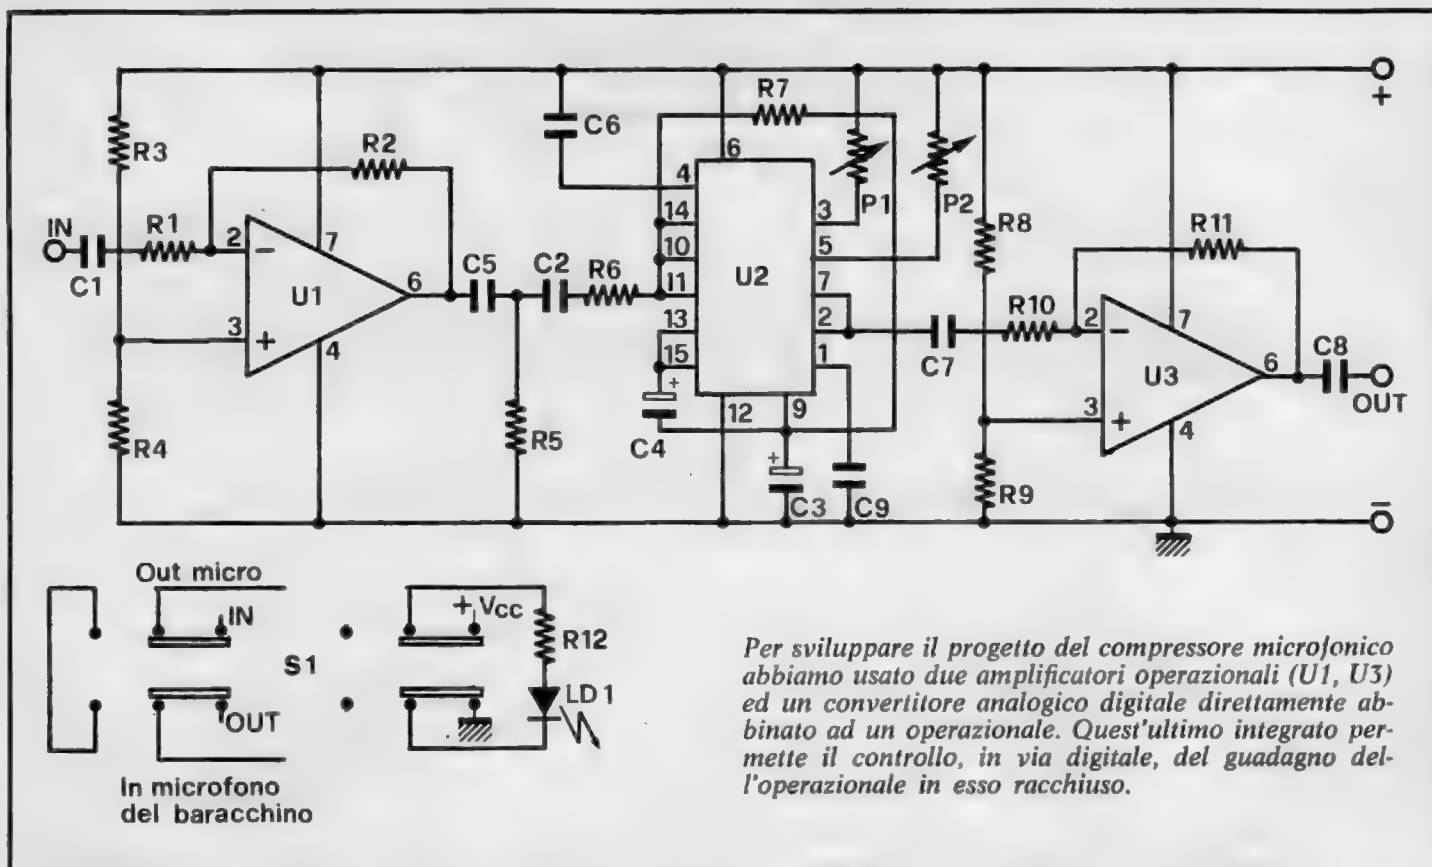 R3
R1
R2
IN
C1
2
−
7
U1
6
3
+
4
R4
C5
C2
R6
R5
C6
R7
6
4
14
10
11
13
15
U2
3
5
7
2
1
12
9
P1
P2
+
C4
+
C3
C9
C7
R8
R9
R10
R11
2
−
7
U3
6
3
+
4
C8
OUT
+
−
Out micro
IN
S1
OUT
In microfono
del baracchino
+ Vcc
R12
LD1
Per sviluppare il progetto del compressore microfonico
abbiamo usato due amplificatori operazionali (U1, U3)
ed un convertitore analogico digitale direttamente ab-
binato ad un operazionale. Quest'ultimo integrato per-
mette il controllo, in via digitale, del guadagno del-
l'operazionale in esso racchiuso.